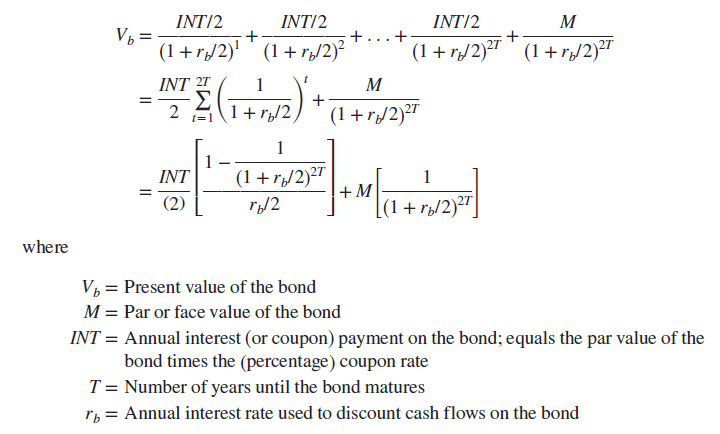 V_b = \frac{INT/2}{(1 + r_b/2)^1} + \frac{INT/2}{(1 + r_b/2)^2} + . . . + \frac{INT/2}{(1 + r_b/2)^{2T}} + \frac{M}{(1 + r_b/2)^{2T}}
= \frac{INT}{2} \sum_{t=1}^{2T} \left( \frac{1}{1 + r_b/2} \right)^t + \frac{M}{(1 + r_b/2)^{2T}}
= \frac{INT}{(2)} \left[ \frac{1 - \frac{1}{(1 + r_b/2)^{2T}}}{r_b/2} \right] + M \left[ \frac{1}{(1 + r_b/2)^{2T}} \right]
where
V_b = Present value of the bond
M = Par or face value of the bond
INT = Annual interest (or coupon) payment on the bond; equals the par value of the
bond times the (percentage) coupon rate
T = Number of years until the bond matures
r_b = Annual interest rate used to discount cash flows on the bond